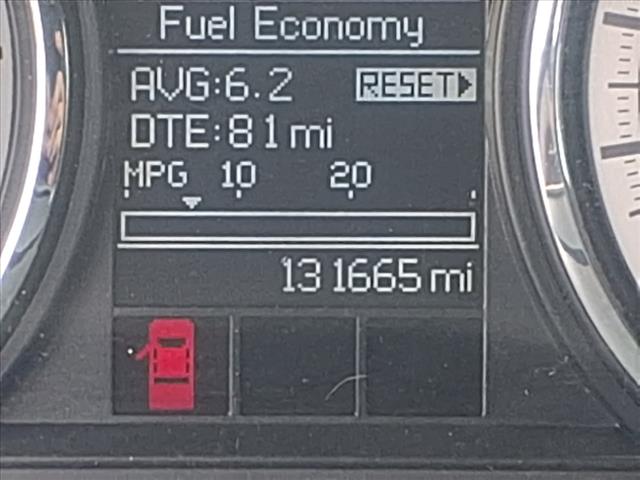 Fuel Economy
AVG:6.2 RESET
DTE:81 mi
MPG 10 20
131665 mi